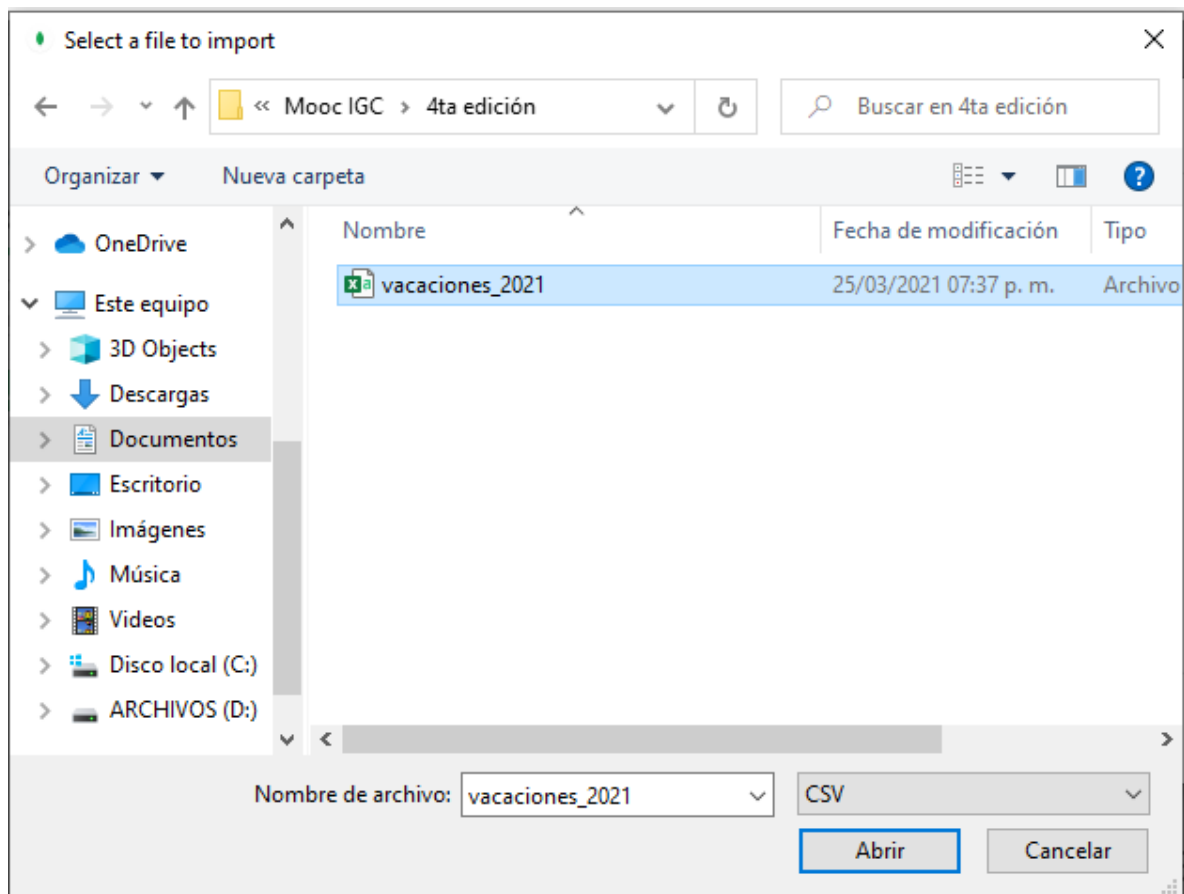 Select a file to import
« Mooc IGC > 4ta edición
Buscar en 4ta edición
Organizar
Nueva carpeta
Nombre
Fecha de modificación
Tipo
OneDrive
Este equipo
3D Objects
Descargas
Documentos
Escritorio
Imágenes
Música
Videos
Disco local (C:)
ARCHIVOS (D:)
vacaciones_2021
25/03/2021 07:37 p. m.
Archivo
Nombre de archivo:
vacaciones_2021
CSV
Abrir
Cancelar